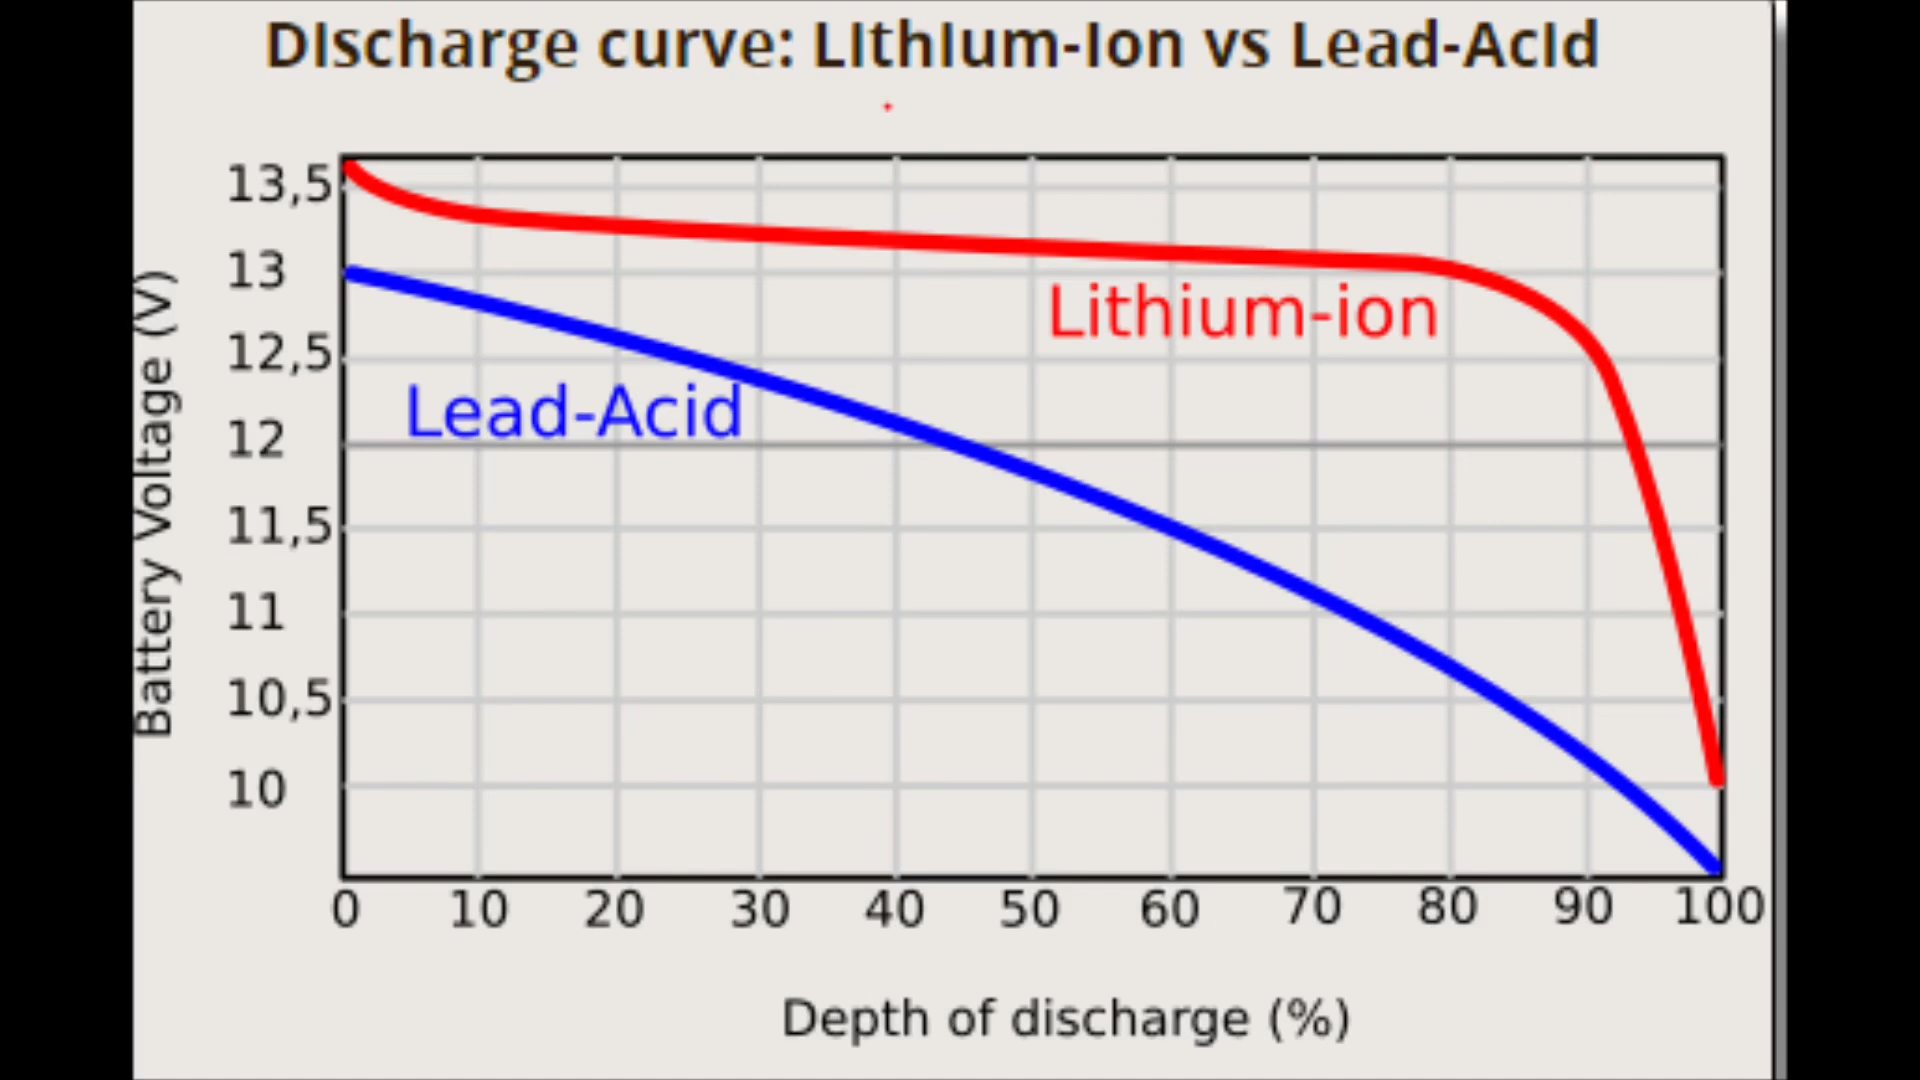 Discharge curve: Lithium-Ion vs Lead-Acid
13,5
13
12,5
12
11,5
11
10,5
10
Battery Voltage (V)
Lithium-ion
Lead-Acid
0 10 20 30 40 50 60 70 80 90 100
Depth of discharge (%)